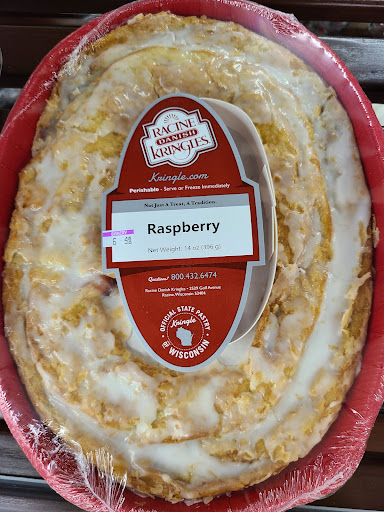 RACINE
DANISH
KRINGLES
Kringle.com
Perishable - Serve or Freeze Immediately
Not Just A Treat, A Tradition.
Raspberry
Net Weight: 14 oz (396 g)
Questions? 800.432.6474
Racine Danish Kringles - 2529 Golf Avenue
Racine, Wisconsin 53404
OFFICIAL STATE PASTRY
Kringle
OF WISCONSIN